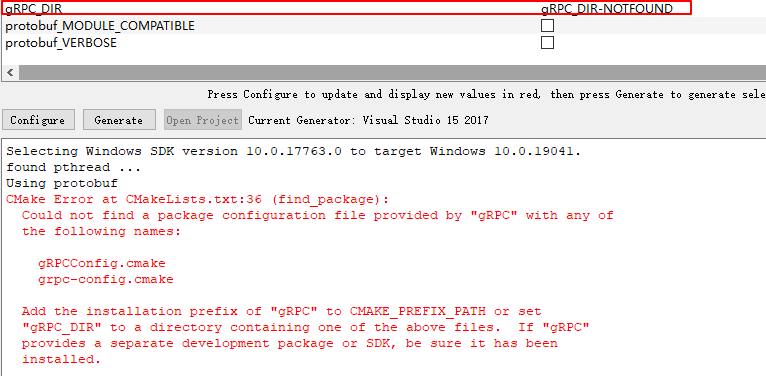 gRPC_DIR gRPC_DIR-NOTFOUND
protobuf_MODULE_COMPATIBLE
protobuf_VERBOSE
Press Configure to update and display new values in red, then press Generate to generate sele
Configure Generate Open Project Current Generator: Visual Studio 15 2017
Selecting Windows SDK version 10.0.17763.0 to target Windows 10.0.19041.
found pthread ...
Using protobuf
CMake Error at CMakeLists.txt:36 (find_package):
Could not find a package configuration file provided by "gRPC" with any of
the following names:
gRPCConfig.cmake
grpc-config.cmake
Add the installation prefix of "gRPC" to CMAKE_PREFIX_PATH or set
"gRPC_DIR" to a directory containing one of the above files.  If "gRPC"
provides a separate development package or SDK, be sure it has been
installed.